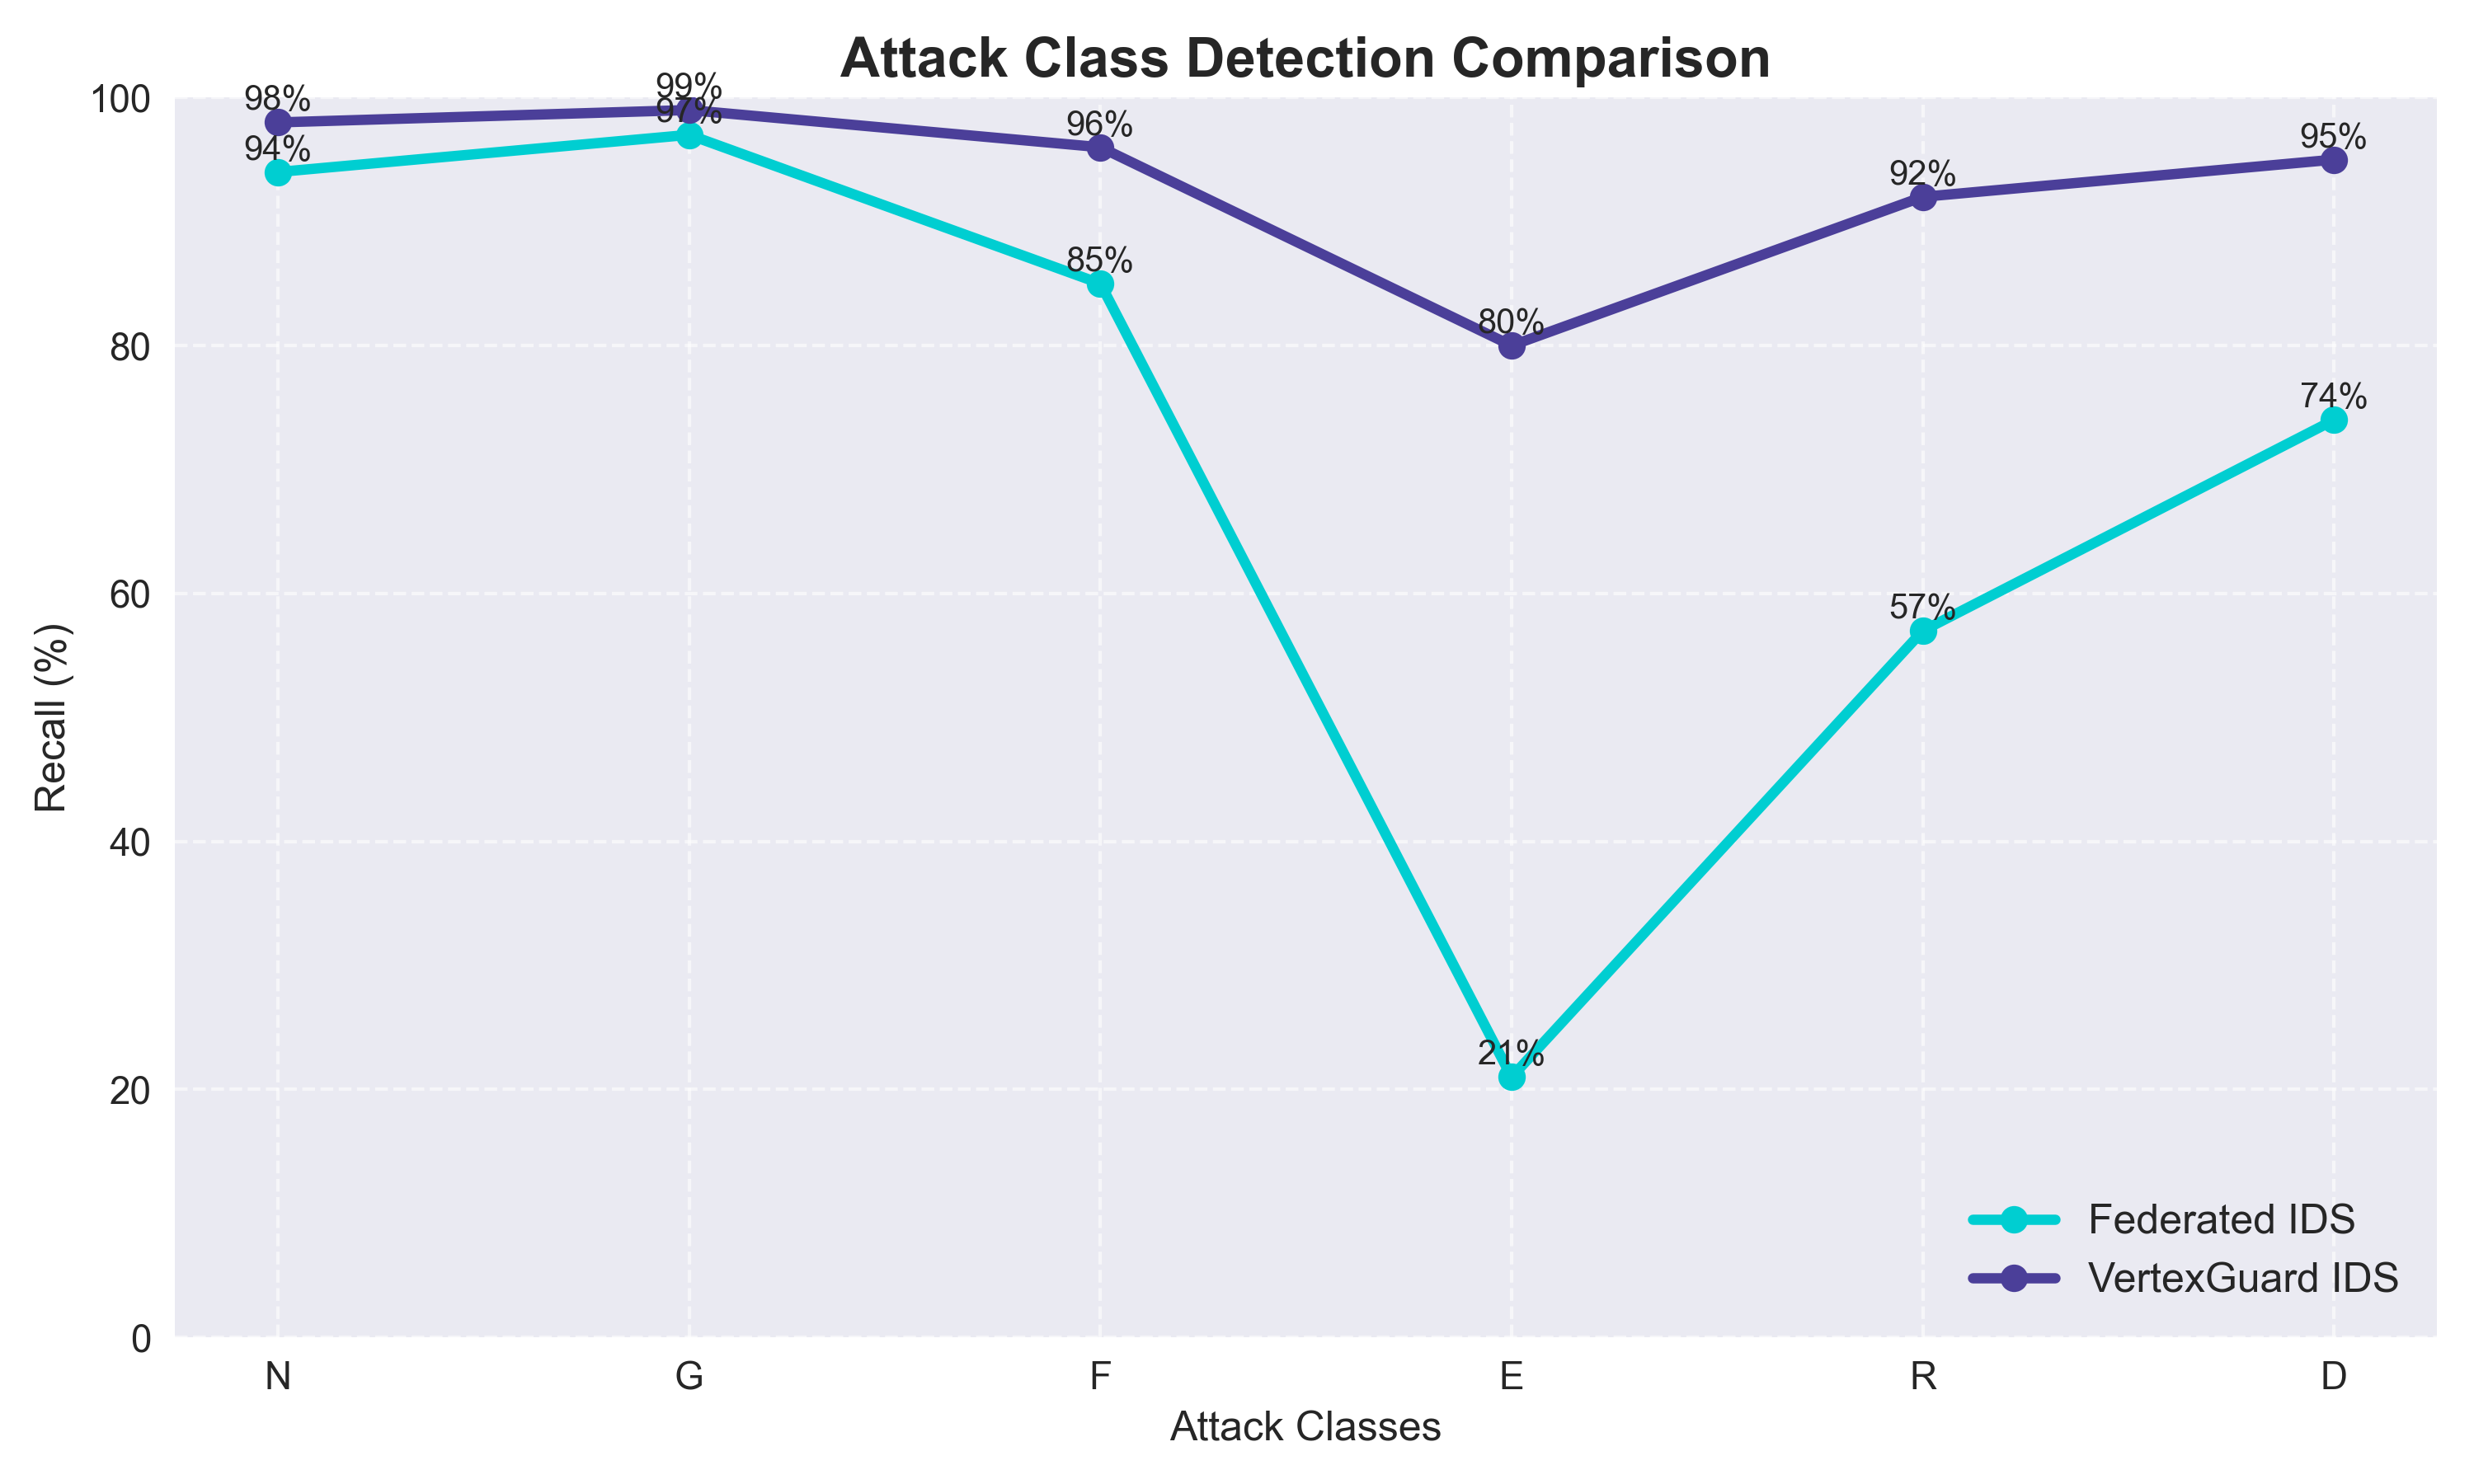 Attack Class Detection Comparison
100
80
60
40
20
0
Recall (%)
98%
99%
96%
80%
92%
95%
94%
97%
85%
21%
57%
74%
Federated IDS
VertexGuard IDS
N
G
F
E
R
D
Attack Classes